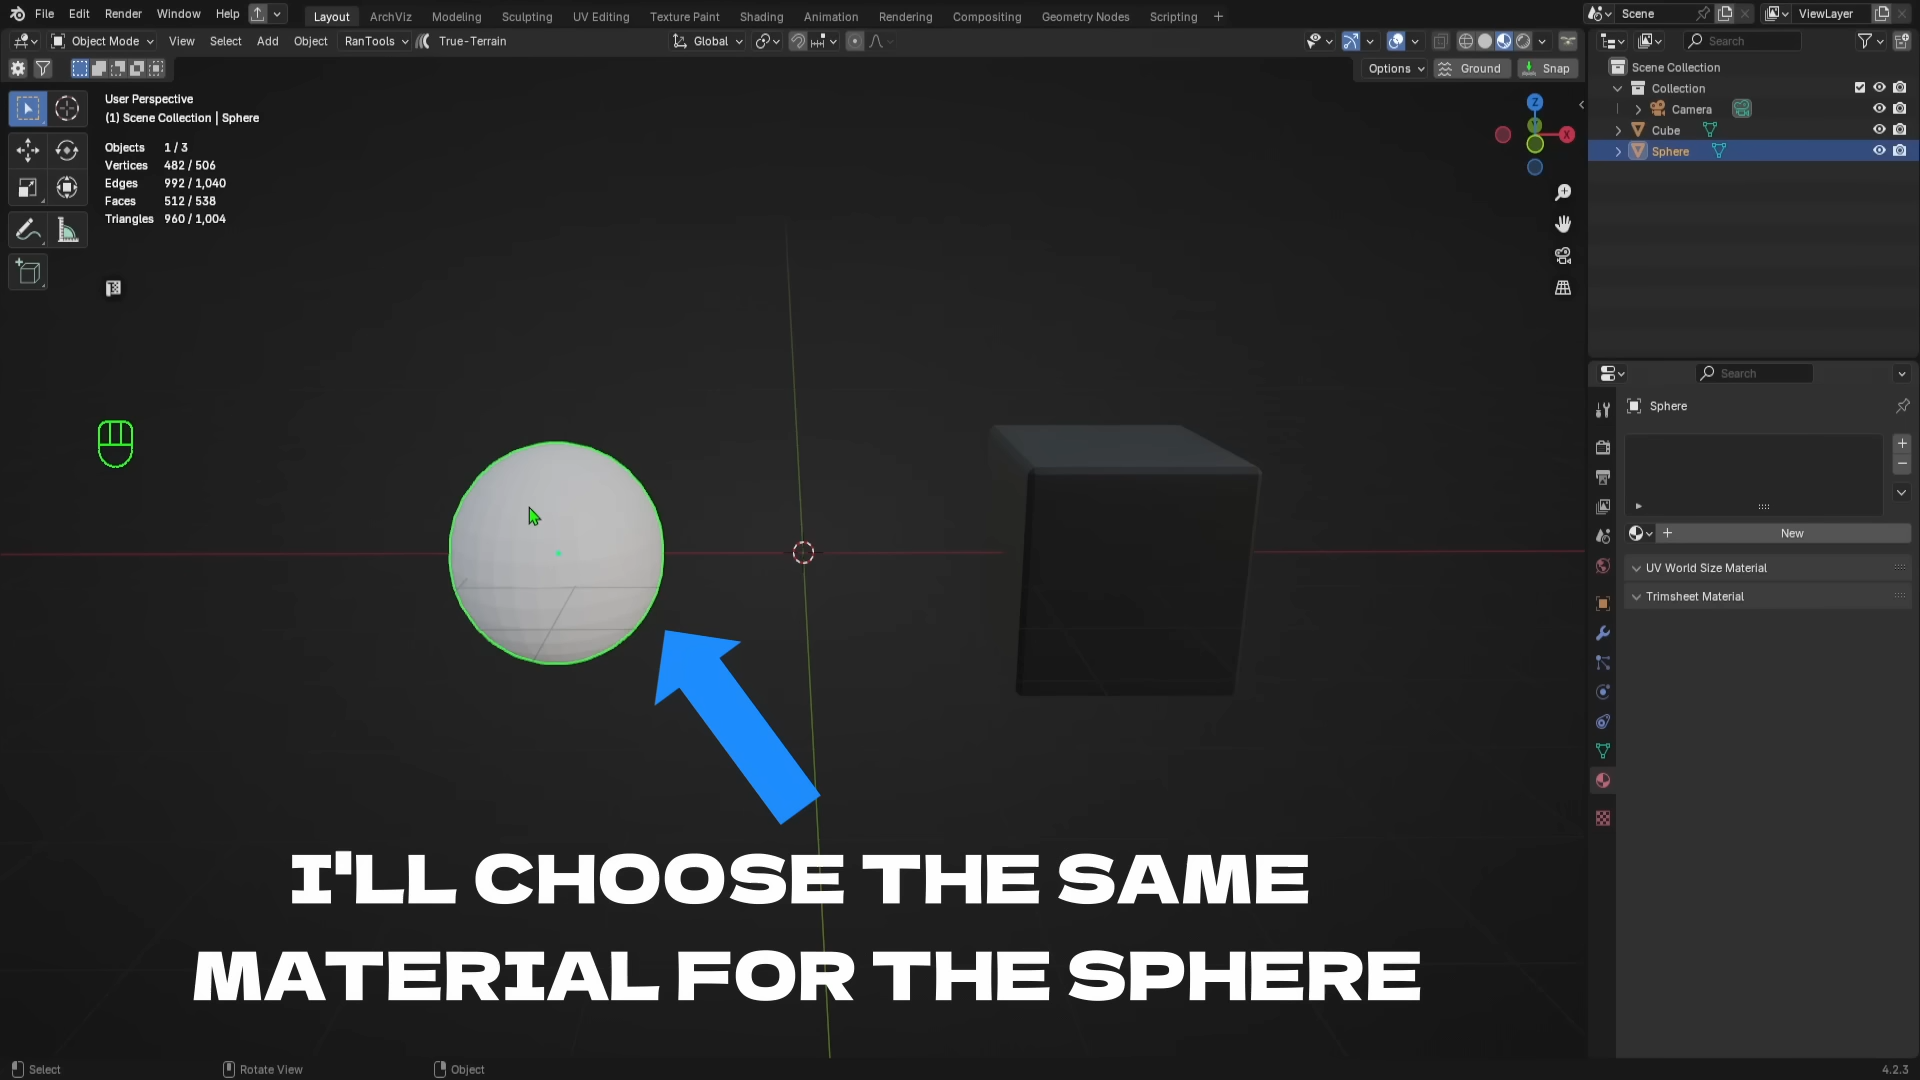 File Edit Render Window Help Layout ArchViz Modeling Sculpting UV Editing Texture Paint Shading Animation Rendering Compositing Geometry Nodes Scripting + Scene ViewLayer
Object Mode View Select Add Object RanTools True-Terrain Global Search
Options Ground Snap
Scene Collection
Collection
Camera
Cube
Sphere
User Perspective
(1) Scene Collection | Sphere
Objects 1 / 3
Vertices 482 / 506
Edges 992 / 1,040
Faces 512 / 538
Triangles 960 / 1,004
Z
Y
X
Search
Sphere
New
UV World Size Material
Trimsheet Material
I'LL CHOOSE THE SAME
MATERIAL FOR THE SPHERE
Select Rotate View Object 4.2.3